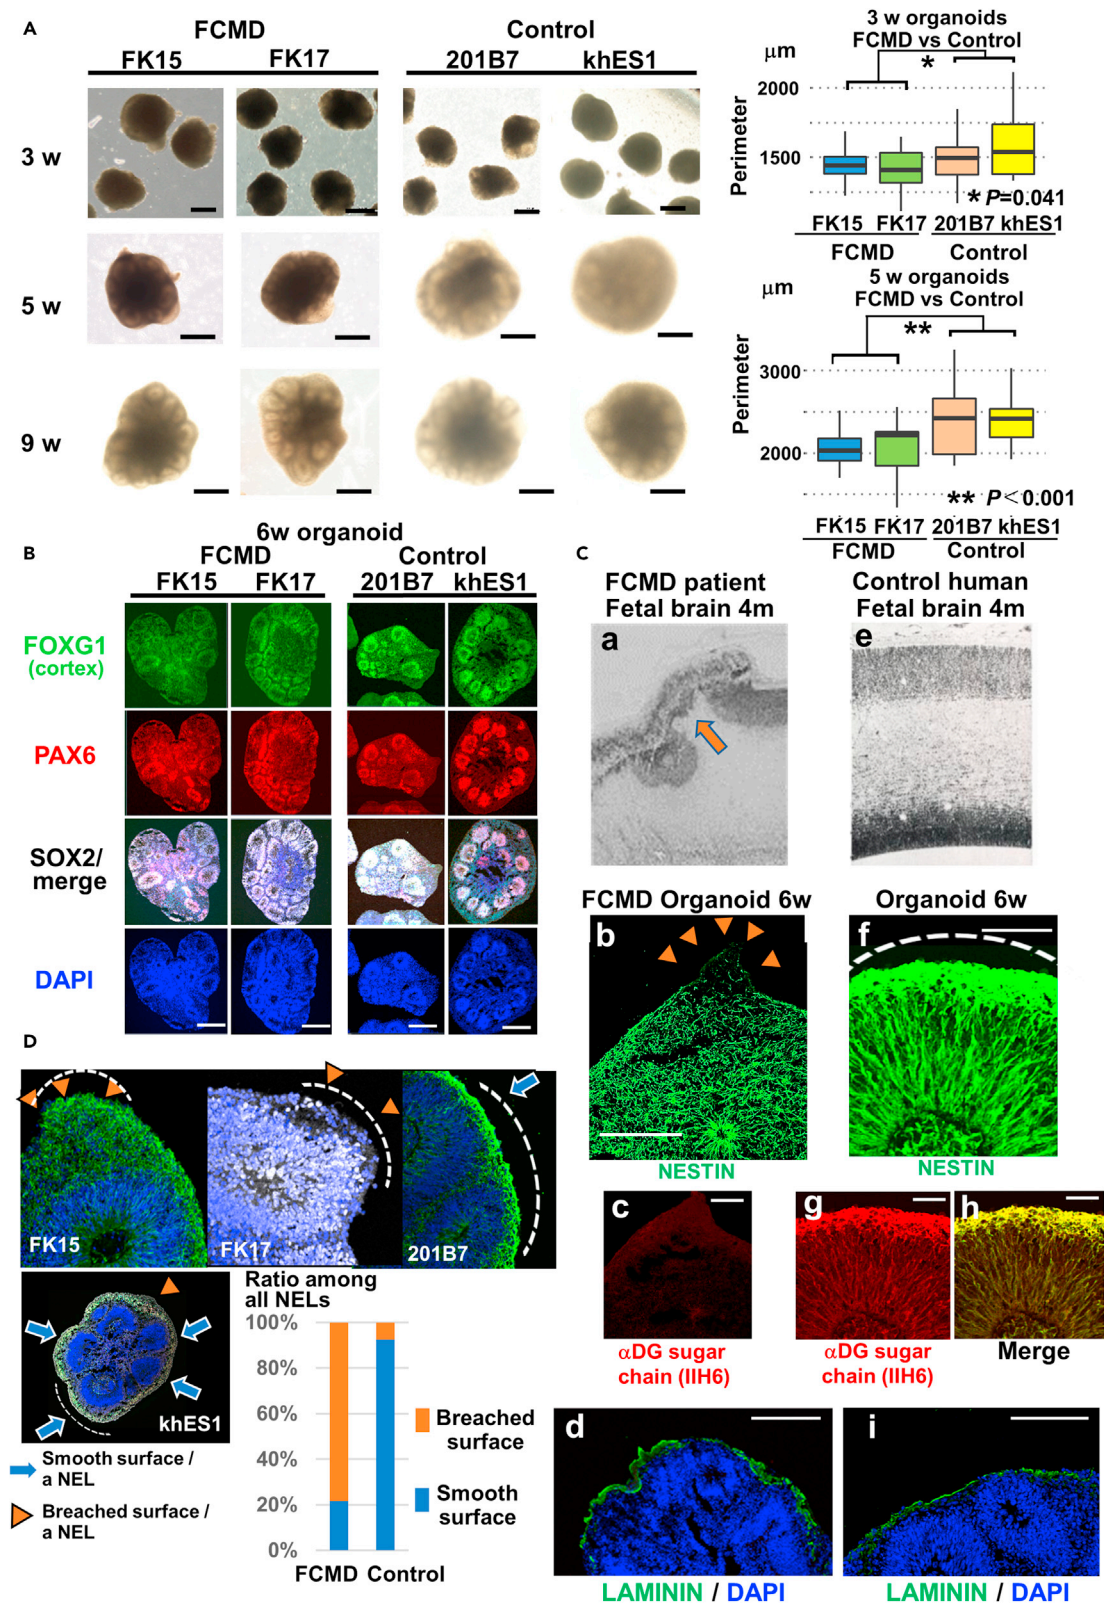 A
FCMD
Control
FK15
FK17
201B7
khES1
3 w
5 w
9 w
3 w organoids
FCMD vs Control
μm
*
2000
1500
Perimeter
* P=0.041
FK15 FK17 201B7 khES1
FCMD
Control
5 w organoids
FCMD vs Control
μm
**
3000
2000
Perimeter
** P<0.001
FK15 FK17 201B7 khES1
FCMD
Control
B
6w organoid
FCMD
Control
FK15
FK17
201B7
khES1
FOXG1
(cortex)
PAX6
SOX2/
merge
DAPI
C
FCMD patient
Fetal brain 4m
Control human
Fetal brain 4m
a
e
FCMD Organoid 6w
Organoid 6w
b
f
NESTIN
NESTIN
c
g
h
αDG sugar
chain (IIH6)
αDG sugar
chain (IIH6)
Merge
d
i
LAMININ / DAPI
LAMININ / DAPI
D
FK15
FK17
201B7
khES1
Smooth surface /
a NEL
Breached surface /
a NEL
Ratio among
all NELs
100%
80%
60%
40%
20%
0%
FCMD Control
Breached
surface
Smooth
surface